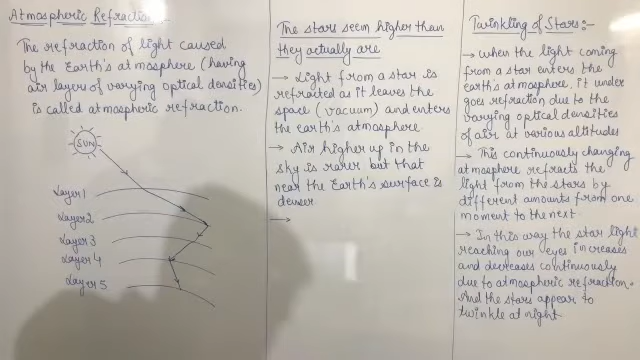 Atmospheric Refraction
The refraction of light caused
by the Earth's atmosphere (having
air layers of varying optical densities)
is called atmospheric refraction.
SUN
Layer 1
Layer 2
Layer 3
Layer 4
Layer 5
The stars seem higher than
they actually are
→ Light from a star is
refracted as it leaves the
space (vacuum) and enters
the earth's atmosphere
→ Air higher up in the
sky is rarer but that
near the Earth's surface is
denser
→
Twinkling of Stars:-
→ when the light coming
from a star enters the
earth's atmosphere, it under
goes refraction due to the
varying optical densities
of air at various altitudes
→ This continuously changing
atmosphere refracts the
light from the stars by
different amounts from one
moment to the next.
→ In this way the star light
reaching our eyes increases
and decreases continuously
due to atmospheric refraction.
And the stars appear to
twinkle at night.